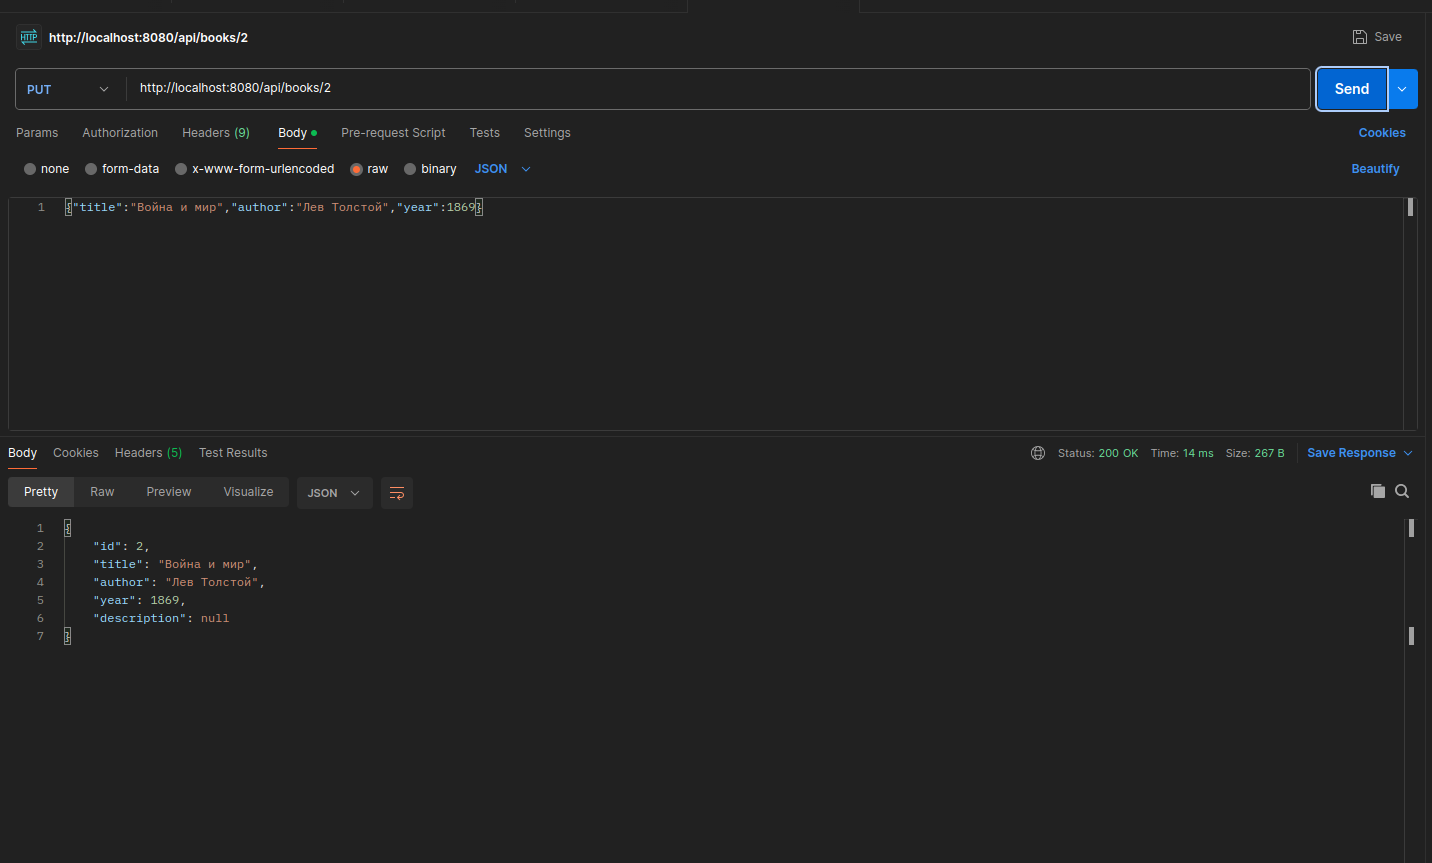 HTTP http://localhost:8080/api/books/2 Save
PUT http://localhost:8080/api/books/2 Send
Params Authorization Headers (9) Body Pre-request Script Tests Settings Cookies
none form-data x-www-form-urlencoded raw binary JSON Beautify
1 {"title":"Война и мир","author":"Лев Толстой","year":1869}
Body Cookies Headers (5) Test Results Status: 200 OK Time: 14 ms Size: 267 B Save Response
Pretty Raw Preview Visualize JSON
1 {
2 "id": 2,
3 "title": "Война и мир",
4 "author": "Лев Толстой",
5 "year": 1869,
6 "description": null
7 }